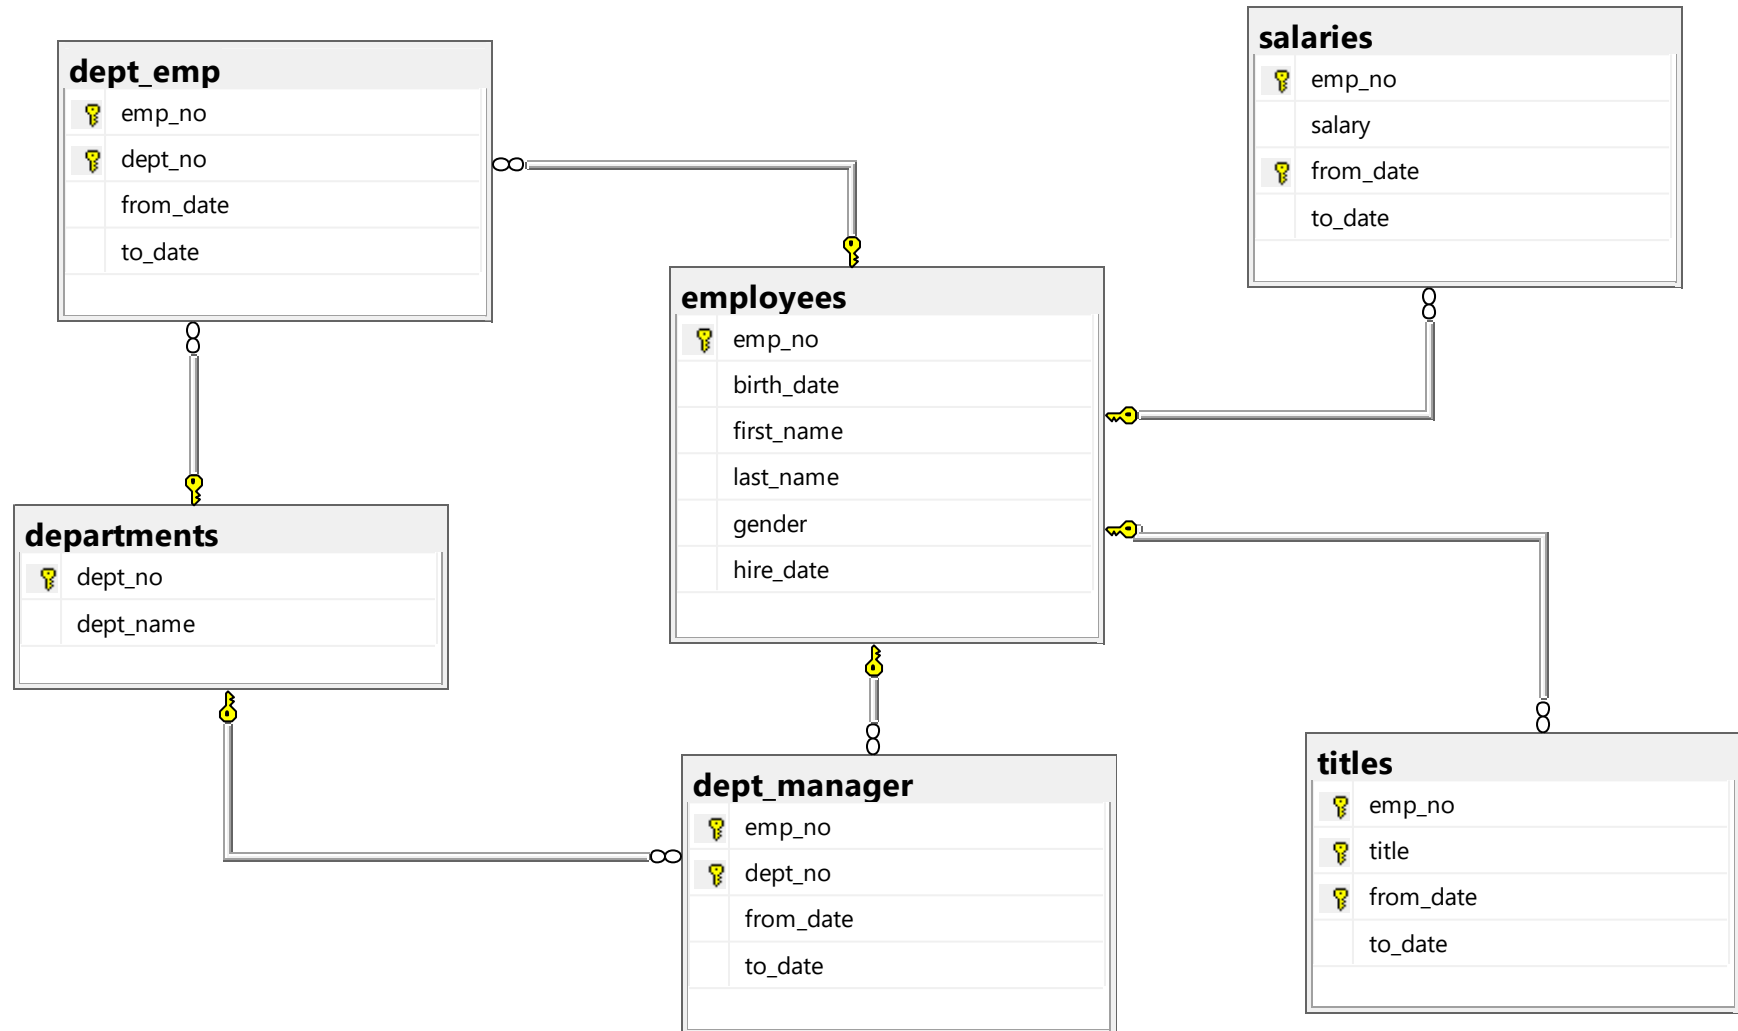 dept_emp
emp_no
dept_no
from_date
to_date
salaries
emp_no
salary
from_date
to_date
employees
emp_no
birth_date
first_name
last_name
gender
hire_date
departments
dept_no
dept_name
dept_manager
emp_no
dept_no
from_date
to_date
titles
emp_no
title
from_date
to_date